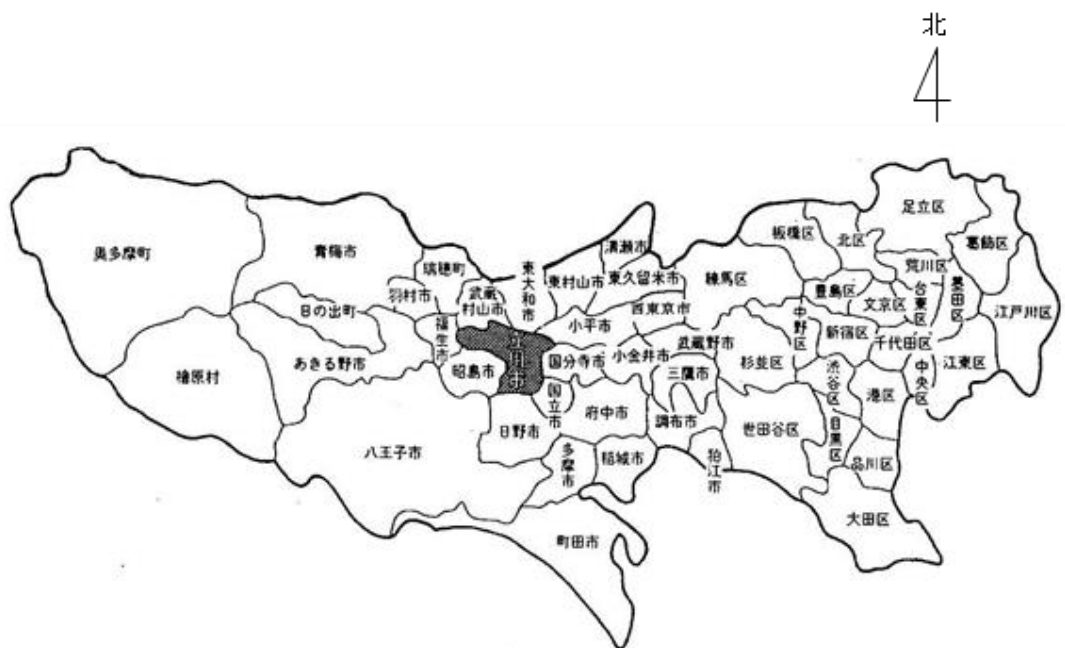 北
奥多摩町
青梅市
瑞穂町
羽村市
武蔵
村山市
東大和市
東村山市
清瀬市
東久留米市
日の出町
福生市
立川市
小平市
西東京市
あきる野市
昭島市
国分寺市
小金井市
武蔵野市
三鷹市
檜原村
八王子市
日野市
国立市
府中市
調布市
狛江市
多摩市
稲城市
町田市
練馬区
板橋区
北区
足立区
葛飾区
荒川区
豊島区
文京区
台東区
墨田区
江戸川区
中野区
新宿区
千代田区
杉並区
渋谷区
港区
中央区
江東区
世田谷区
目黒区
品川区
大田区